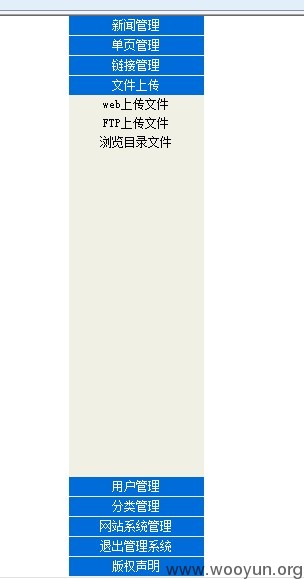 新闻管理
单页管理
链接管理
文件上传
web上传文件
FTP上传文件
浏览目录文件
用户管理
分类管理
网站系统管理
退出管理系统
版权声明
www.wooyun.org